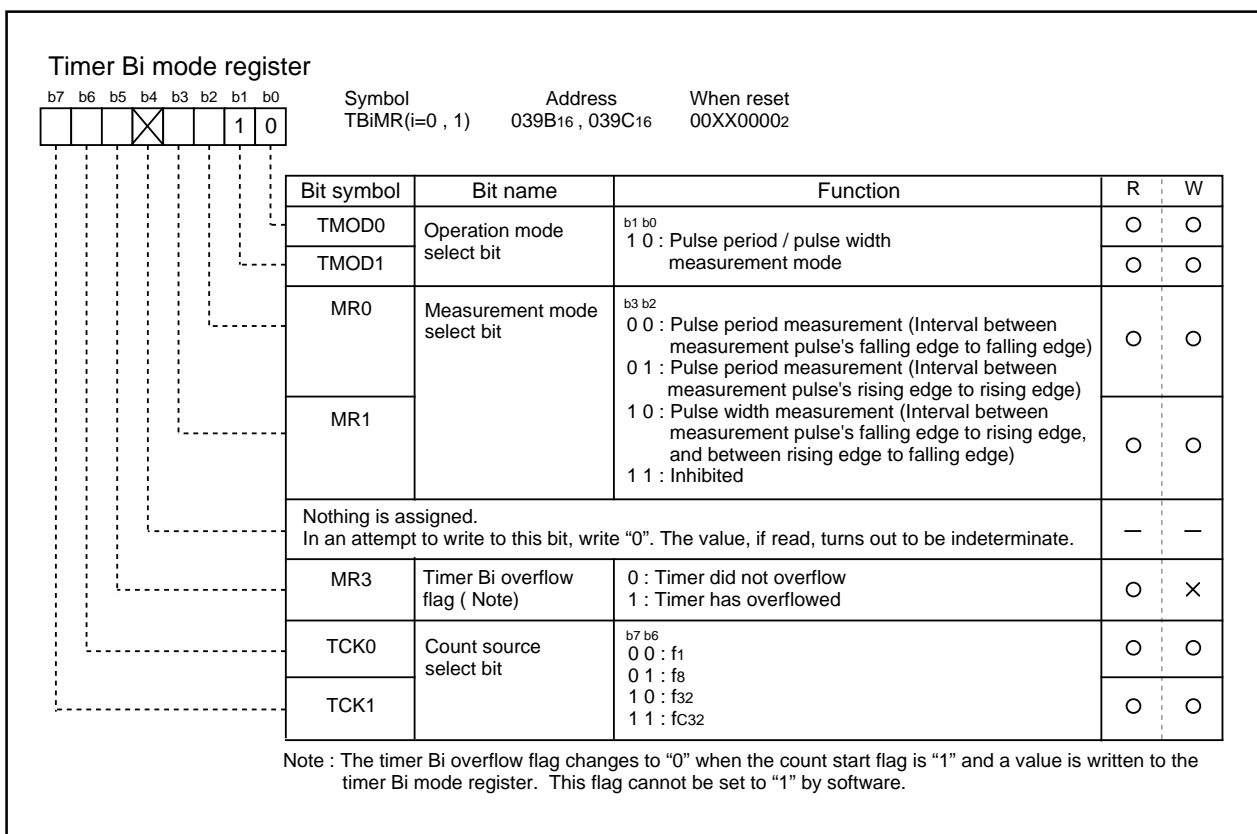 Timer Bi mode register
b7 b6 b5 b4 b3 b2 b1 b0
1 0
Symbol Address When reset
TBiMR(i=0 , 1) 039B16 , 039C16 00XX00002
Bit symbol Bit name Function R W
TMOD0 Operation mode select bit
b1 b0
1 0 : Pulse period / pulse width
measurement mode
TMOD1
MR0 Measurement mode select bit
b3 b2
0 0 : Pulse period measurement (Interval between
measurement pulse's falling edge to falling edge)
0 1 : Pulse period measurement (Interval between
measurement pulse's rising edge to rising edge)
MR1
1 0 : Pulse width measurement (Interval between
measurement pulse's falling edge to rising edge,
and between rising edge to falling edge)
1 1 : Inhibited
Nothing is assigned.
In an attempt to write to this bit, write “0”. The value, if read, turns out to be indeterminate. – –
MR3 Timer Bi overflow flag ( Note)
0 : Timer did not overflow
1 : Timer has overflowed
TCK0 Count source select bit
b7 b6
0 0 : f1
0 1 : f8
TCK1
1 0 : f32
1 1 : fC32
Note : The timer Bi overflow flag changes to “0” when the count start flag is “1” and a value is written to the
timer Bi mode register. This flag cannot be set to “1” by software.